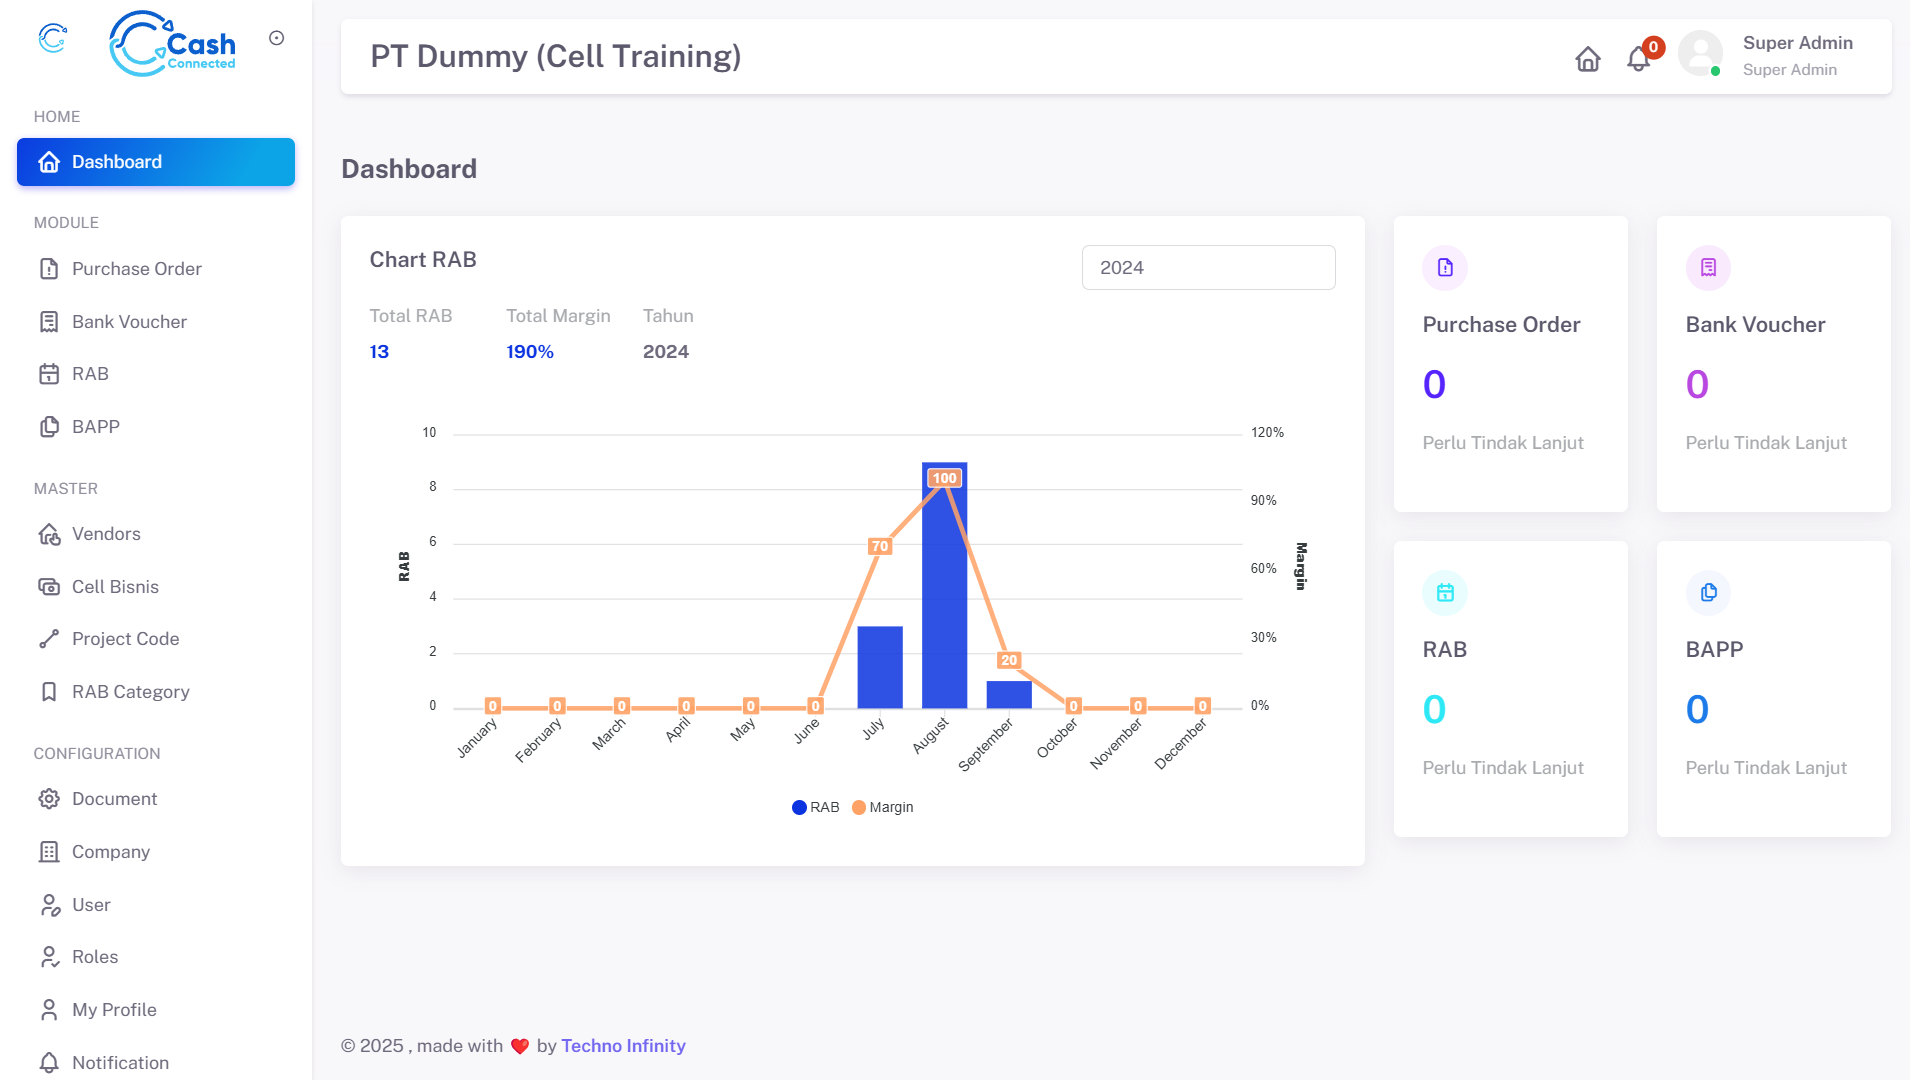 Cash
Connected
HOME
Dashboard
MODULE
Purchase Order
Bank Voucher
RAB
BAPP
MASTER
Vendors
Cell Bisnis
Project Code
RAB Category
CONFIGURATION
Document
Company
User
Roles
My Profile
Notification
PT Dummy (Cell Training)
0
Super Admin
Super Admin
Dashboard
Chart RAB
2024
Total RAB Total Margin Tahun
13 190% 2024
10 120%
8 90%
6 60%
4 30%
2
0 0%
RAB
Margin
100
70
20
0 0 0 0 0 0 0 0 0
January February March April May June July August September October November December
RAB Margin
Purchase Order
0
Perlu Tindak Lanjut
Bank Voucher
0
Perlu Tindak Lanjut
RAB
0
Perlu Tindak Lanjut
BAPP
0
Perlu Tindak Lanjut
© 2025 , made with ❤️ by Techno Infinity